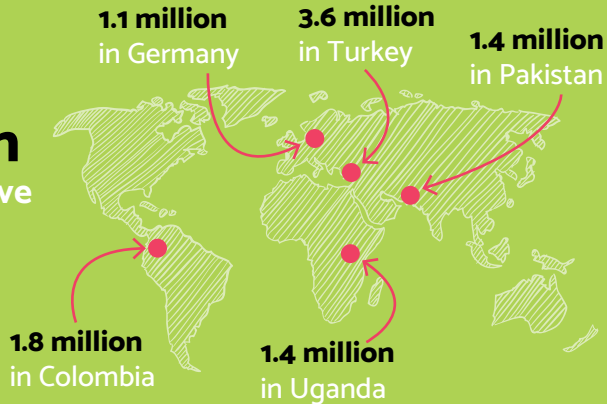 1.1 million
in Germany
3.6 million
in Turkey
1.4 million
in Pakistan
1.8 million
in Colombia
1.4 million
in Uganda